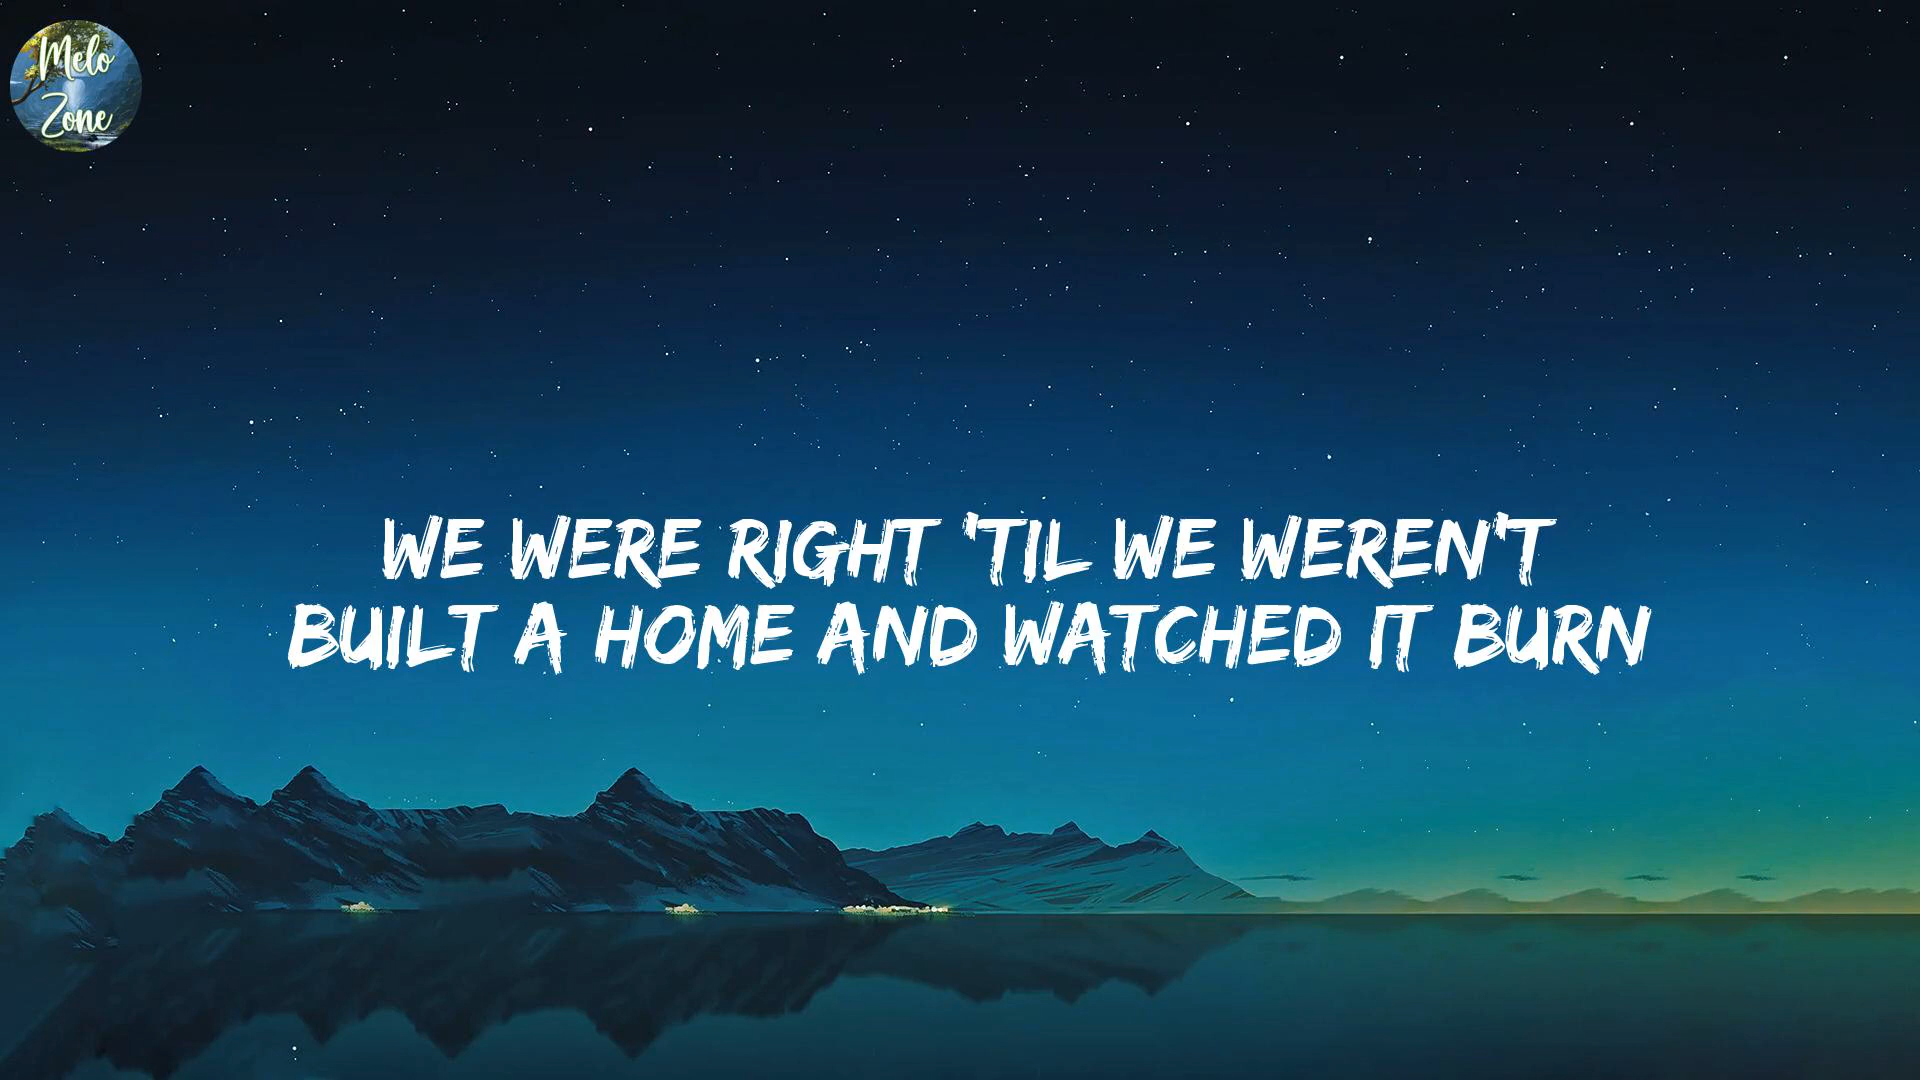 Melo
Zone
WE WERE RIGHT 'TIL WE WEREN'T
BUILT A HOME AND WATCHED IT BURN